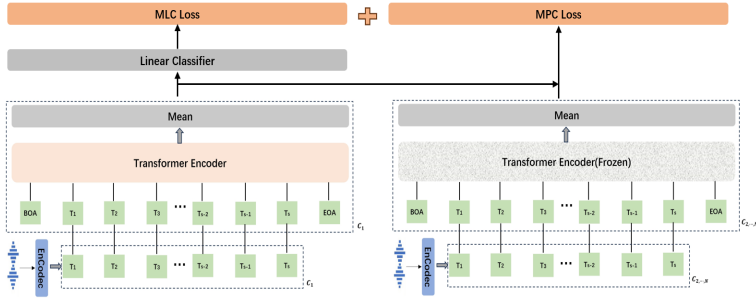 MLC Loss
MPC Loss
Linear Classifier
Mean
Mean
Transformer Encoder
Transformer Encoder(Frozen)
BOA T1 T2 T3 ... Ts-2 Ts-1 Ts EOA
C1
BOA T1 T2 T3 ... Ts-2 Ts-1 Ts EOA
EnCodec
T1 T2 T3 ... Ts-2 Ts-1 Ts
C1
EnCodec
T1 T2 T3 ... Ts-2 Ts-1 Ts
C2,...,N